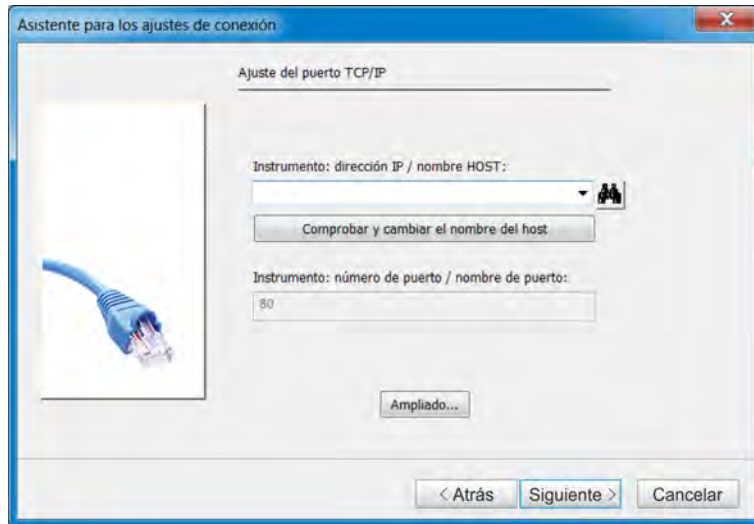 Asistente para los ajustes de conexión
Ajuste del puerto TCP/IP
Instrumento: dirección IP / nombre HOST:
Comprobar y cambiar el nombre del host
Instrumento: número de puerto / nombre de puerto:
80
Ampliado...
< Atrás Siguiente > Cancelar